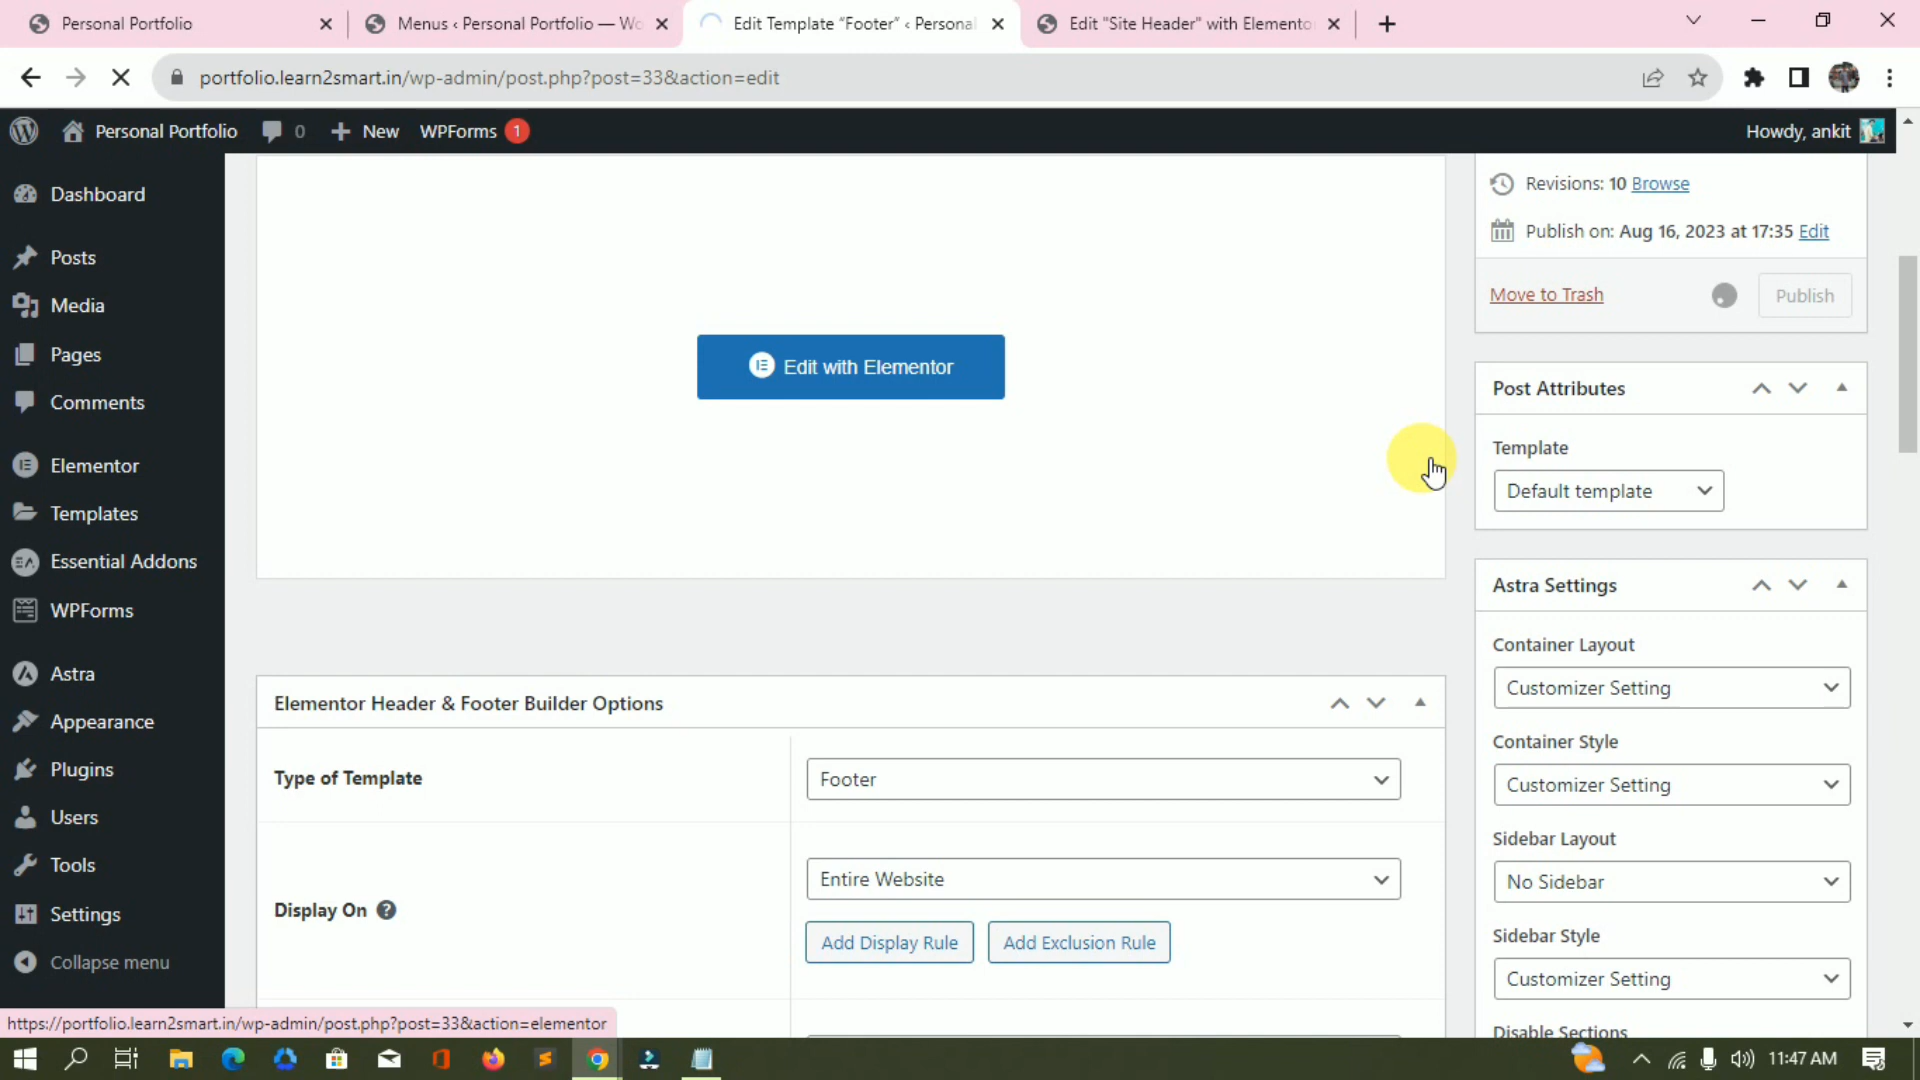 Personal Portfolio
Menus ‹ Personal Portfolio — Wo
Edit Template “Footer” ‹ Persona
Edit "Site Header" with Elemento
portfolio.learn2smart.in/wp-admin/post.php?post=33&action=edit
Personal Portfolio
0
New
WPForms 1
Howdy, ankit
Dashboard
Posts
Media
Pages
Comments
Elementor
Templates
Essential Addons
WPForms
Astra
Appearance
Plugins
Users
Tools
Settings
Collapse menu
Edit with Elementor
Elementor Header & Footer Builder Options
Type of Template
Footer
Display On
Entire Website
Add Display Rule
Add Exclusion Rule
Revisions: 10 Browse
Publish on: Aug 16, 2023 at 17:35 Edit
Move to Trash
Publish
Post Attributes
Template
Default template
Astra Settings
Container Layout
Customizer Setting
Container Style
Customizer Setting
Sidebar Layout
No Sidebar
Sidebar Style
Customizer Setting
Disable Sections
https://portfolio.learn2smart.in/wp-admin/post.php?post=33&action=elementor
11:47 AM